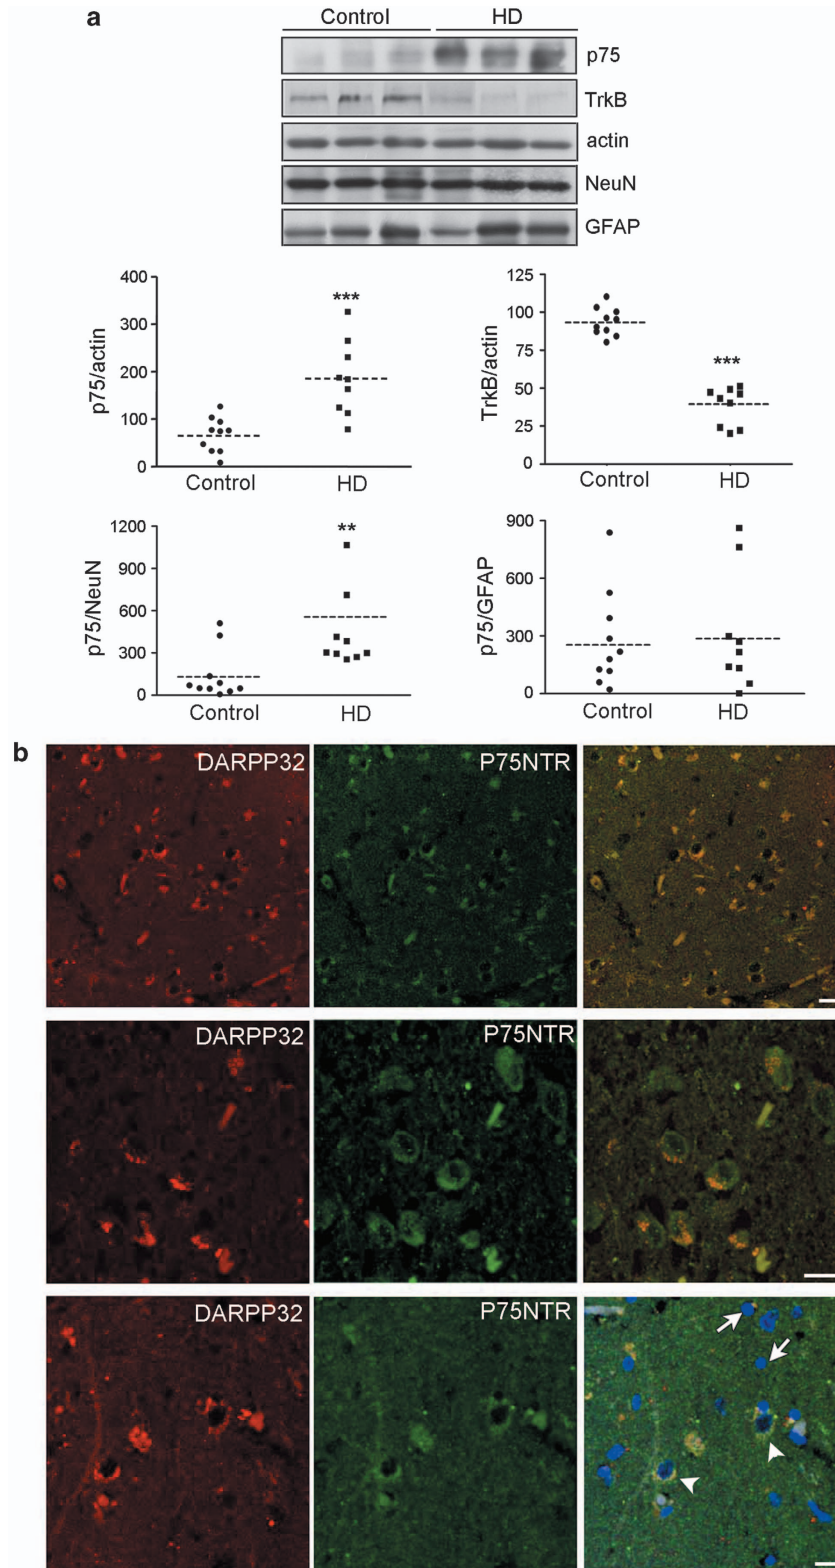 a
Control HD
p75
TrkB
actin
NeuN
GFAP
400
300
200
100
0
p75/actin
***
Control HD
125
100
75
50
25
0
TrkB/actin
***
Control HD
1200
900
600
300
0
p75/NeuN
**
Control HD
900
600
300
0
p75/GFAP
Control HD
b
DARPP32 P75NTR
DARPP32 P75NTR
DARPP32 P75NTR